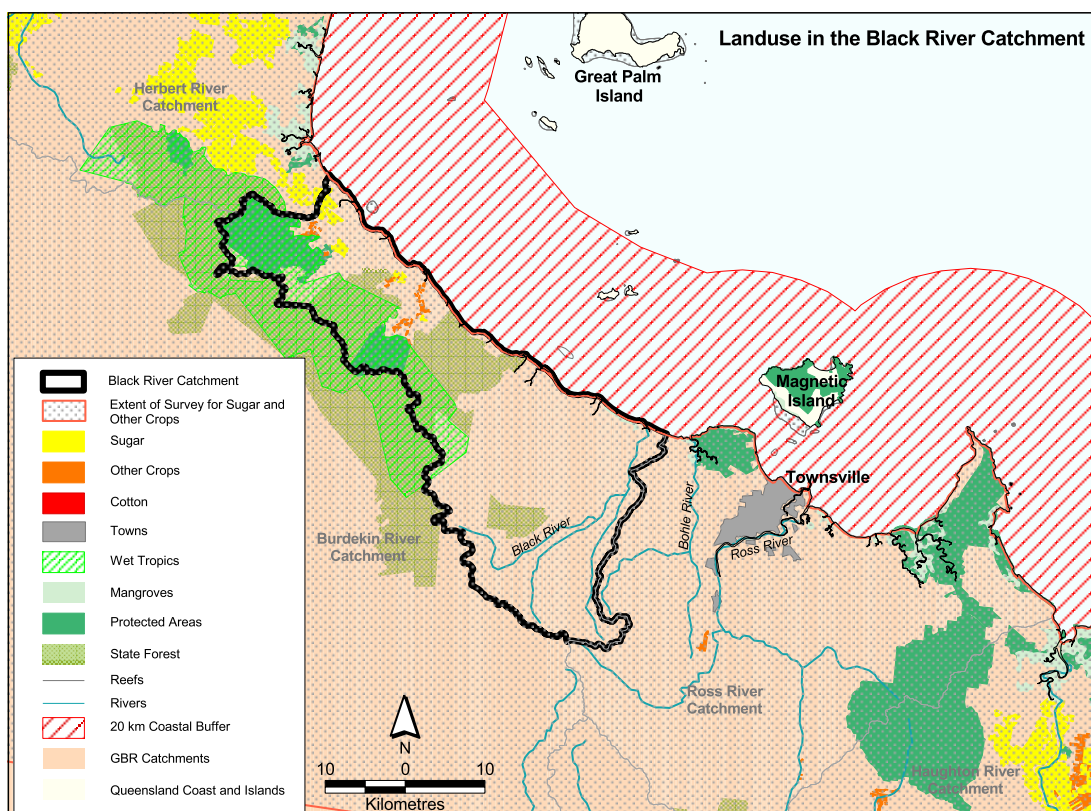 Landuse in the Black River Catchment
Great Palm
Island
Herbert River
Catchment
Magnetic
Island
Townsville
Black River
Bohle River
Ross River
Burdekin River
Catchment
Ross River
Catchment
Haughton River
Catchment
Black River Catchment
Extent of Survey for Sugar and
Other Crops
Sugar
Other Crops
Cotton
Towns
Wet Tropics
Mangroves
Protected Areas
State Forest
Reefs
Rivers
20 km Coastal Buffer
GBR Catchments
Queensland Coast and Islands
N
10 0 10
Kilometres